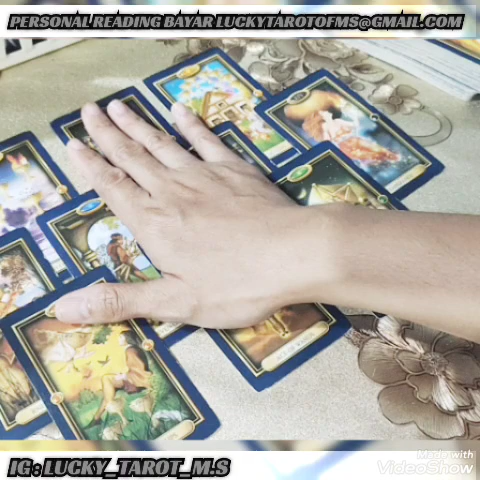 PERSONAL READING BAYAR LUCKYTAROTOFMS@GMAIL.COM
IG : LUCKY_TAROT_M.S
Made with
VideoShow